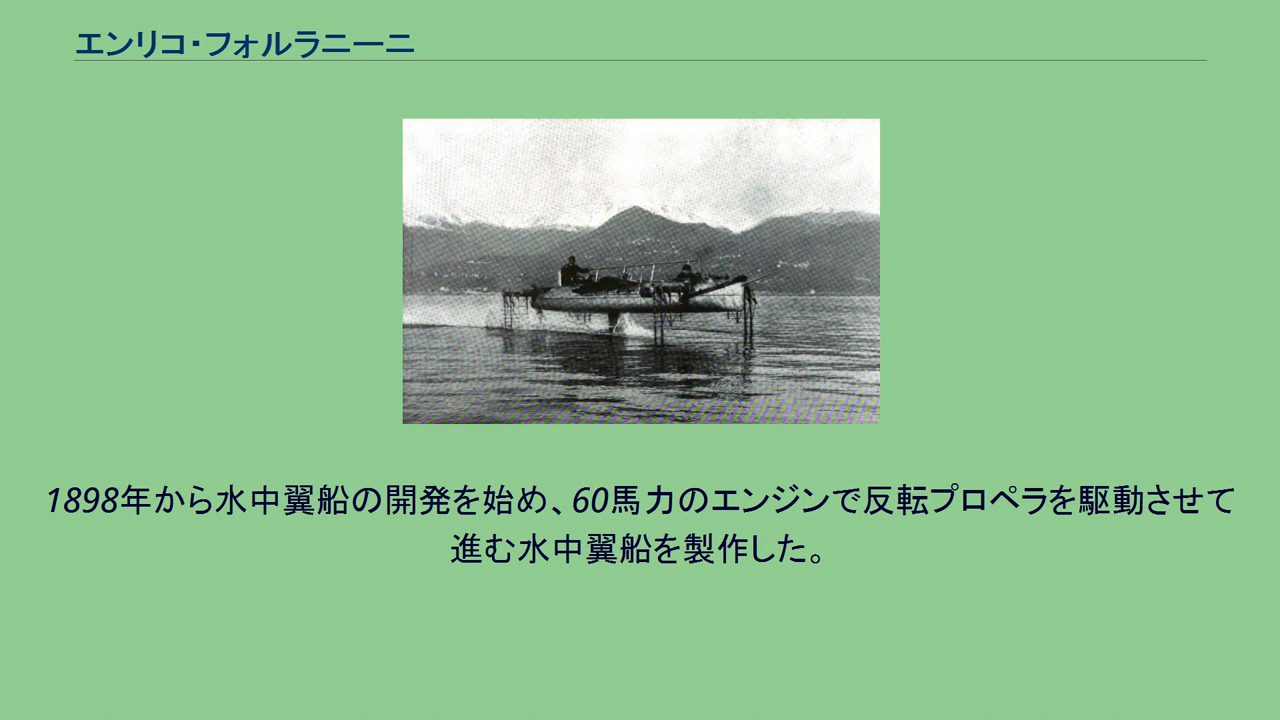 エンリコ・フォルラニーニ
1898年から水中翼船の開発を始め、60馬力のエンジンで反転プロペラを駆動させて
進む水中翼船を製作した。